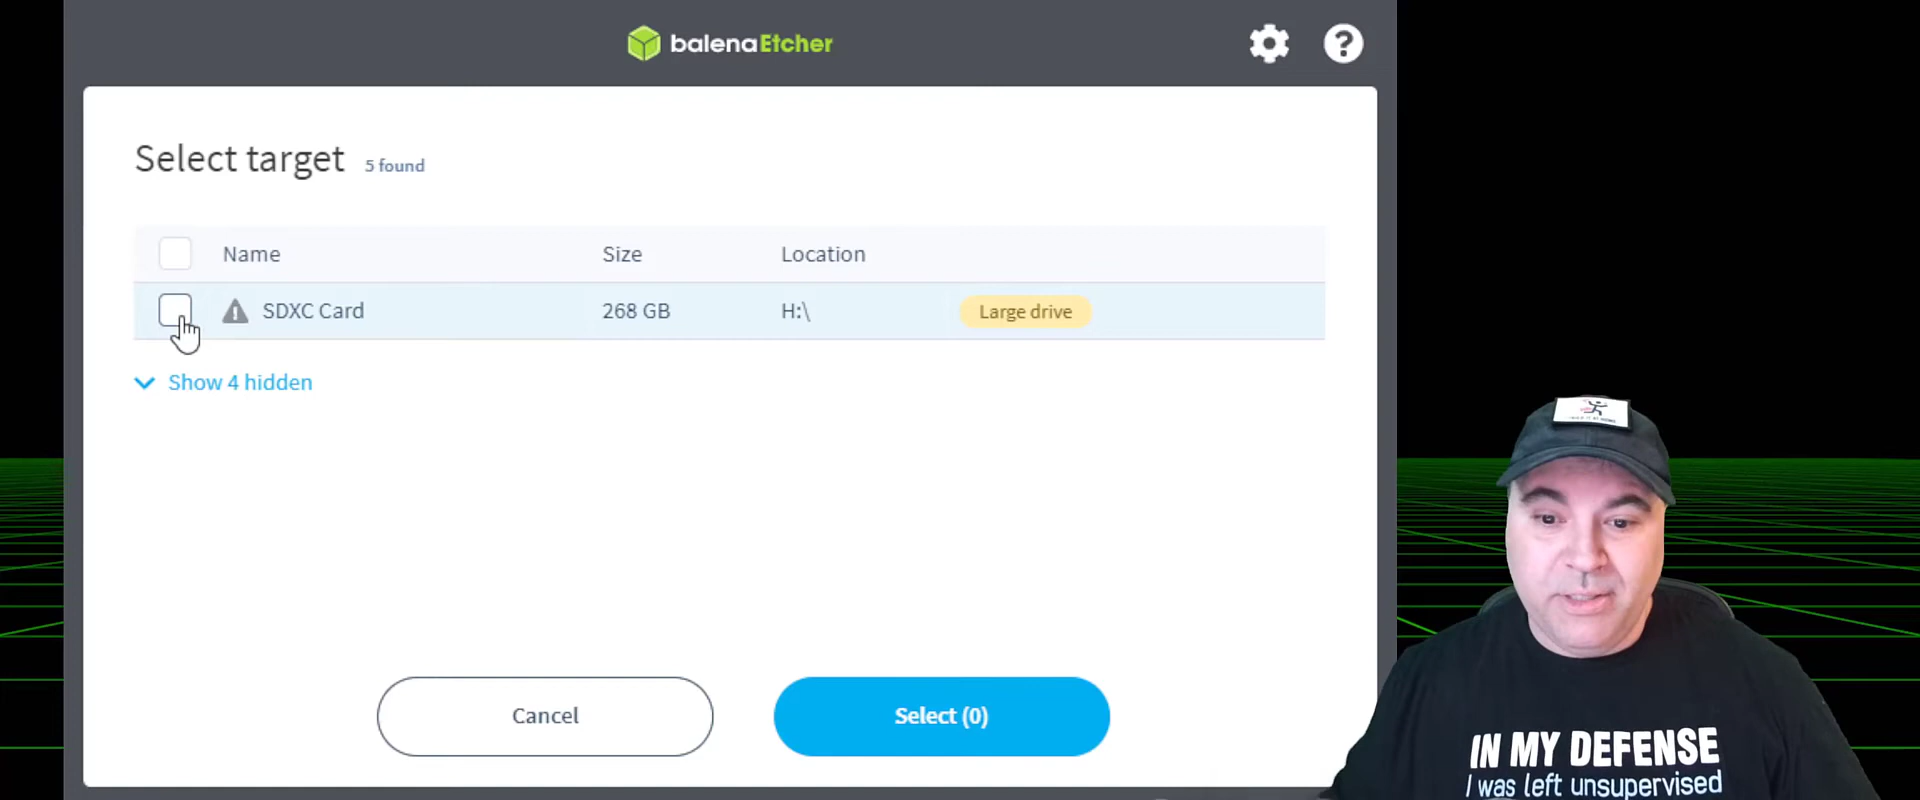 balenaEtcher
Select target 5 found
Name Size Location
SDXC Card 268 GB H:\ Large drive
Show 4 hidden
Cancel Select (0)
IN MY DEFENSE
I was left unsupervised